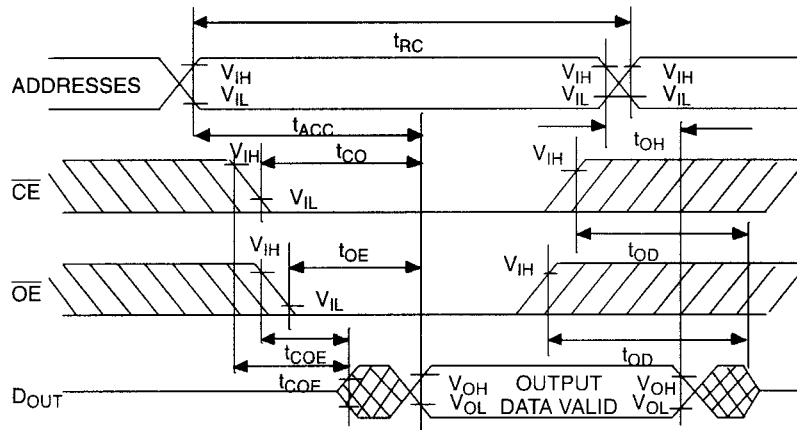 tRC
ADDRESSES VIH VIH VIH
VIL VIL VIL
tACC
tCO tOH
VIH VIH
CE VIL
tOD
VIH tOE VIH
OE VIL
tCOE tOD
tCOE
DOUT VOH OUTPUT VOH
VOL DATA VALID VOL